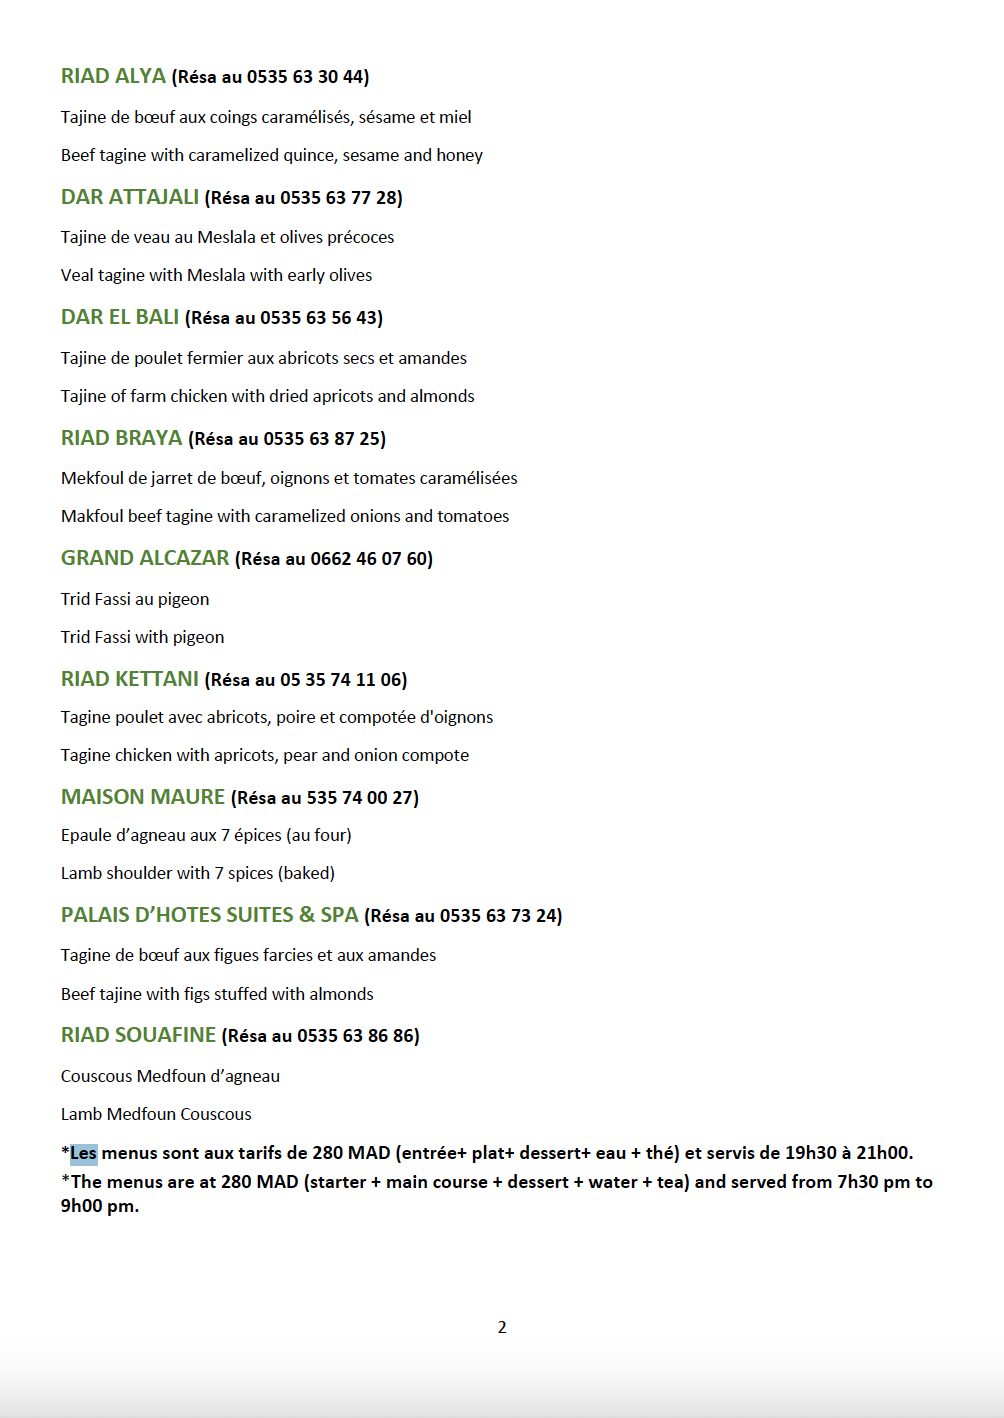 RIAD ALYA (Résa au 0535 63 30 44)
Tajine de bœuf aux coings caramélisés, sésame et miel
Beef tagine with caramelized quince, sesame and honey
DAR ATTAJALI (Résa au 0535 63 77 28)
Tajine de veau au Meslala et olives précoces
Veal tagine with Meslala with early olives
DAR EL BALI (Résa au 0535 63 56 43)
Tajine de poulet fermier aux abricots secs et amandes
Tajine of farm chicken with dried apricots and almonds
RIAD BRAYA (Résa au 0535 63 87 25)
Mekfoul de jarret de bœuf, oignons et tomates caramélisées
Makfoul beef tagine with caramelized onions and tomatoes
GRAND ALCAZAR (Résa au 0662 46 07 60)
Trid Fassi au pigeon
Trid Fassi with pigeon
RIAD KETTANI (Résa au 05 35 74 11 06)
Tagine poulet avec abricots, poire et compotée d'oignons
Tagine chicken with apricots, pear and onion compote
MAISON MAURE (Résa au 535 74 00 27)
Epaule d’agneau aux 7 épices (au four)
Lamb shoulder with 7 spices (baked)
PALAIS D’HOTES SUITES & SPA (Résa au 0535 63 73 24)
Tagine de bœuf aux figues farcies et aux amandes
Beef tajine with figs stuffed with almonds
RIAD SOUAFINE (Résa au 0535 63 86 86)
Couscous Medfoun d’agneau
Lamb Medfoun Couscous
*Les menus sont aux tarifs de 280 MAD (entrée+ plat+ dessert+ eau + thé) et servis de 19h30 à 21h00.
*The menus are at 280 MAD (starter + main course + dessert + water + tea) and served from 7h30 pm to
9h00 pm.
2